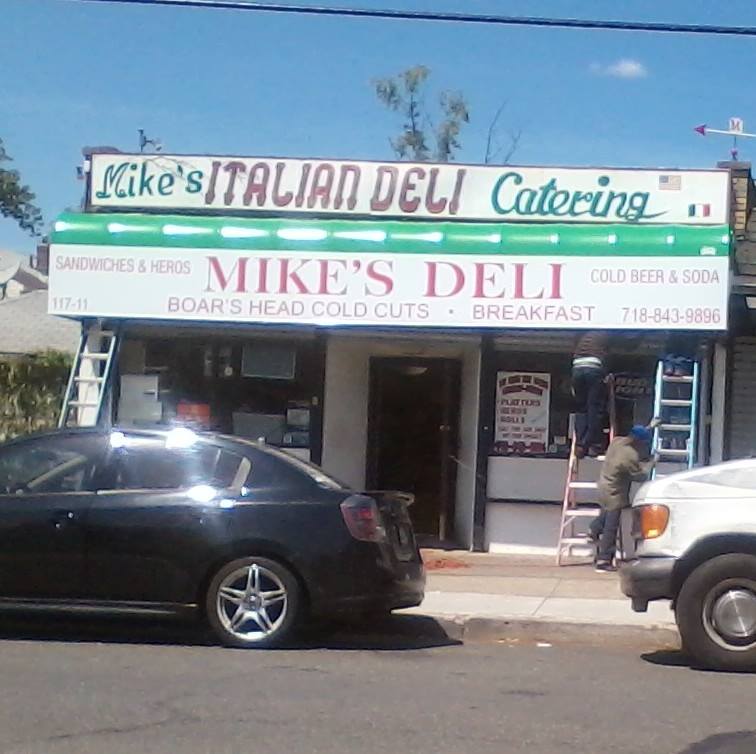 M
Mike's ITALIAN DELI Catering
SANDWICHES & HEROS MIKE'S DELI COLD BEER & SODA
117-11 BOAR'S HEAD COLD CUTS • BREAKFAST 718-843-9896
PLATTERS
HEROS
ROLLS